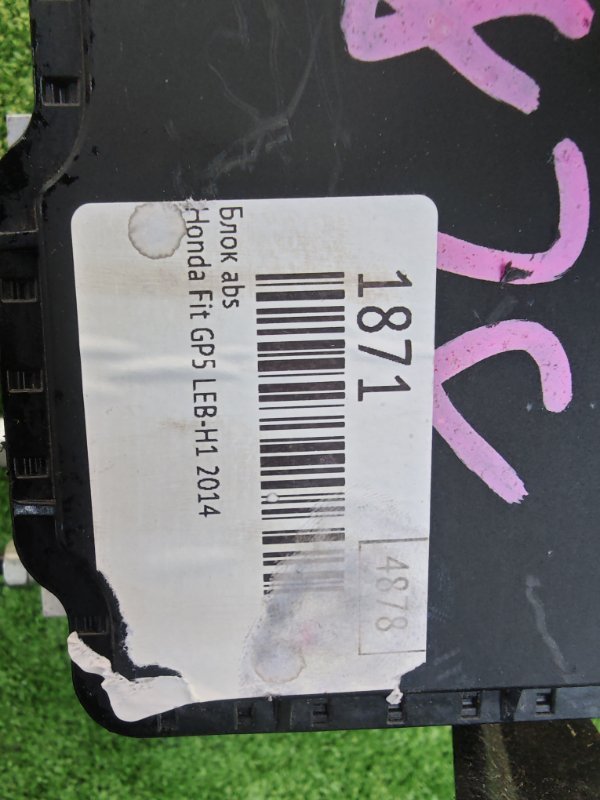 1871
4878
Блок abs
Honda Fit GP5 LEB-H1 2014